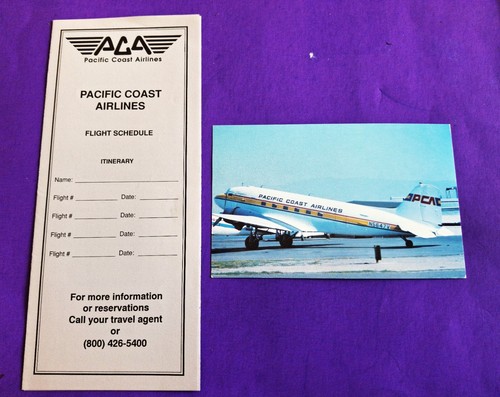 PCA
Pacific Coast Airlines
PACIFIC COAST
AIRLINES
FLIGHT SCHEDULE
ITINERARY
Name:
Flight # Date:
Flight # Date:
Flight # Date:
Flight # Date:
For more information
or reservations
Call your travel agent
or
(800) 426-5400
PACIFIC COAST AIRLINES